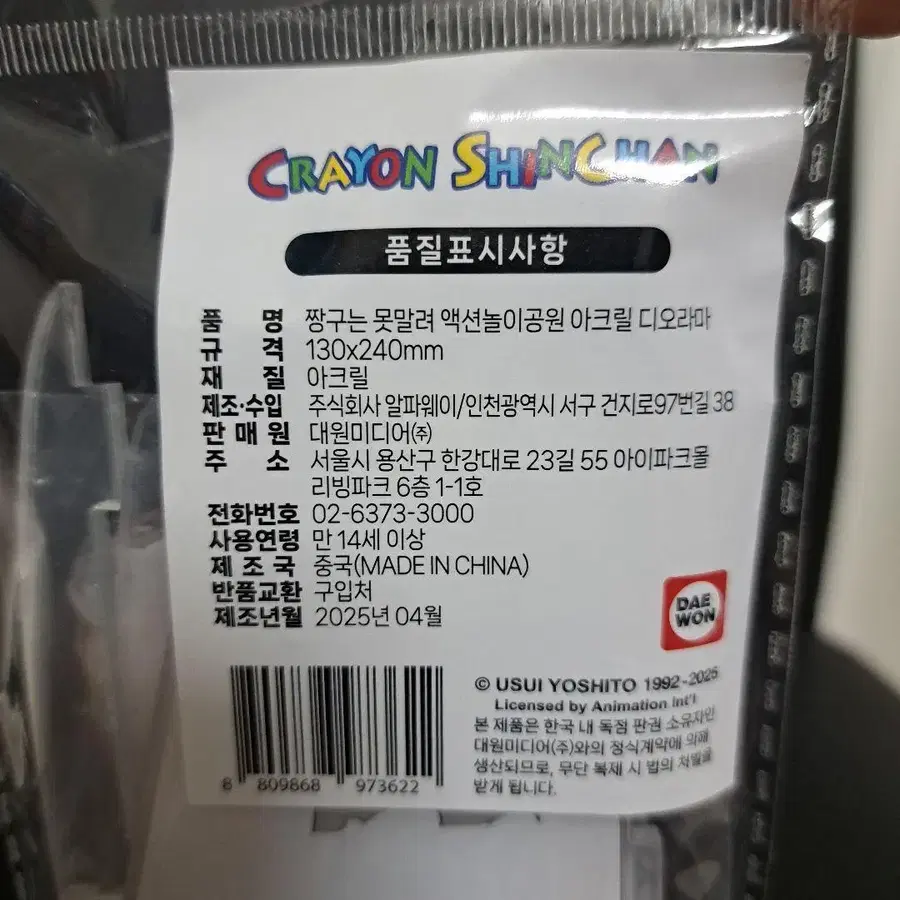 CRAYON SHINCHAN
품질표시사항
품 명 짱구는 못말려 액션놀이공원 아크릴 디오라마
규 격 130x240mm
재 질 아크릴
제조·수입 주식회사 알파웨이/인천광역시 서구 건지로97번길 38
판 매 원 대원미디어㈜
주 소 서울시 용산구 한강대로 23길 55 아이파크몰
리빙파크 6층 1-1호
전화번호 02-6373-3000
사용연령 만 14세 이상
제 조 국 중국(MADE IN CHINA)
반품교환 구입처
제조년월 2025년 04월
DAE
WON
8 809868 973622
© USUI YOSHITO 1992-2025
Licensed by Animation Int'l
본 제품은 한국 내 독점 판권 소유자인
대원미디어(주)와의 정식계약에 의해
생산되므로, 무단 복제 시 법의 처벌을
받게 됩니다.